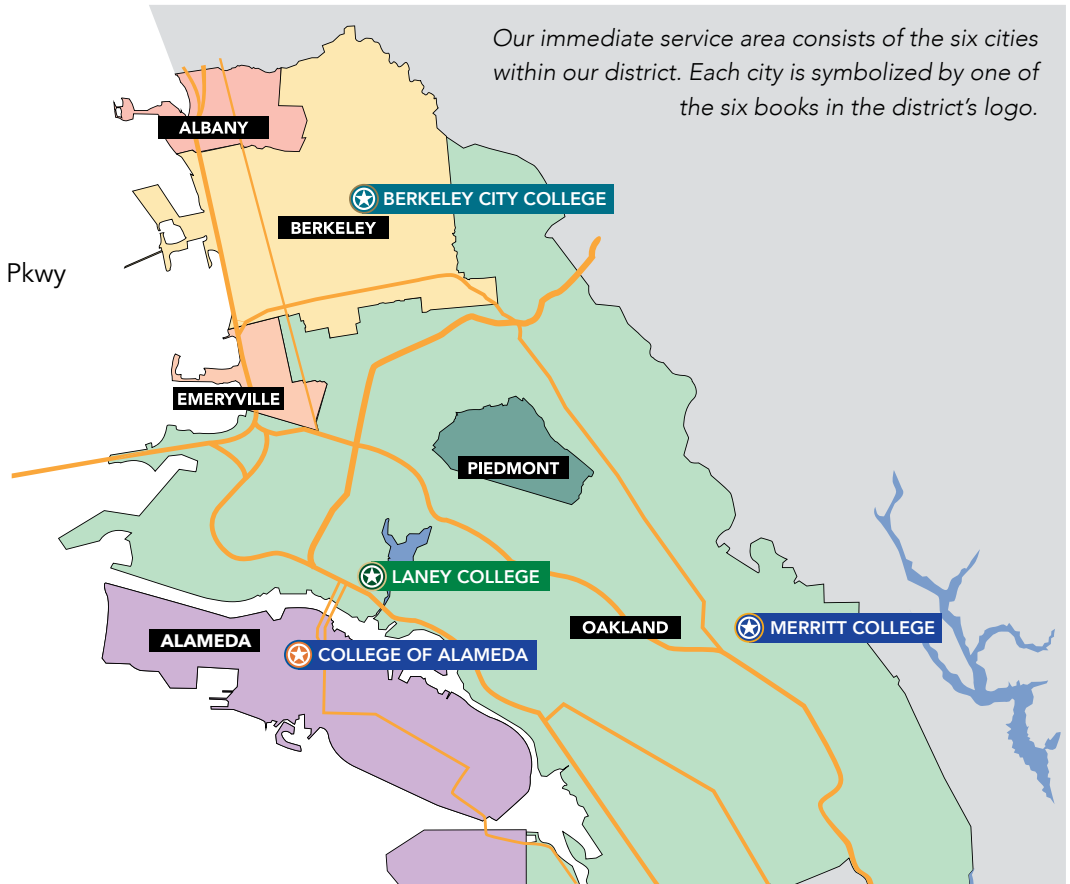 Our immediate service area consists of the six cities
within our district. Each city is symbolized by one of
the six books in the district's logo.
ALBANY
BERKELEY CITY COLLEGE
BERKELEY
Pkwy
EMERYVILLE
PIEDMONT
LANEY COLLEGE
OAKLAND
MERRITT COLLEGE
ALAMEDA
COLLEGE OF ALAMEDA